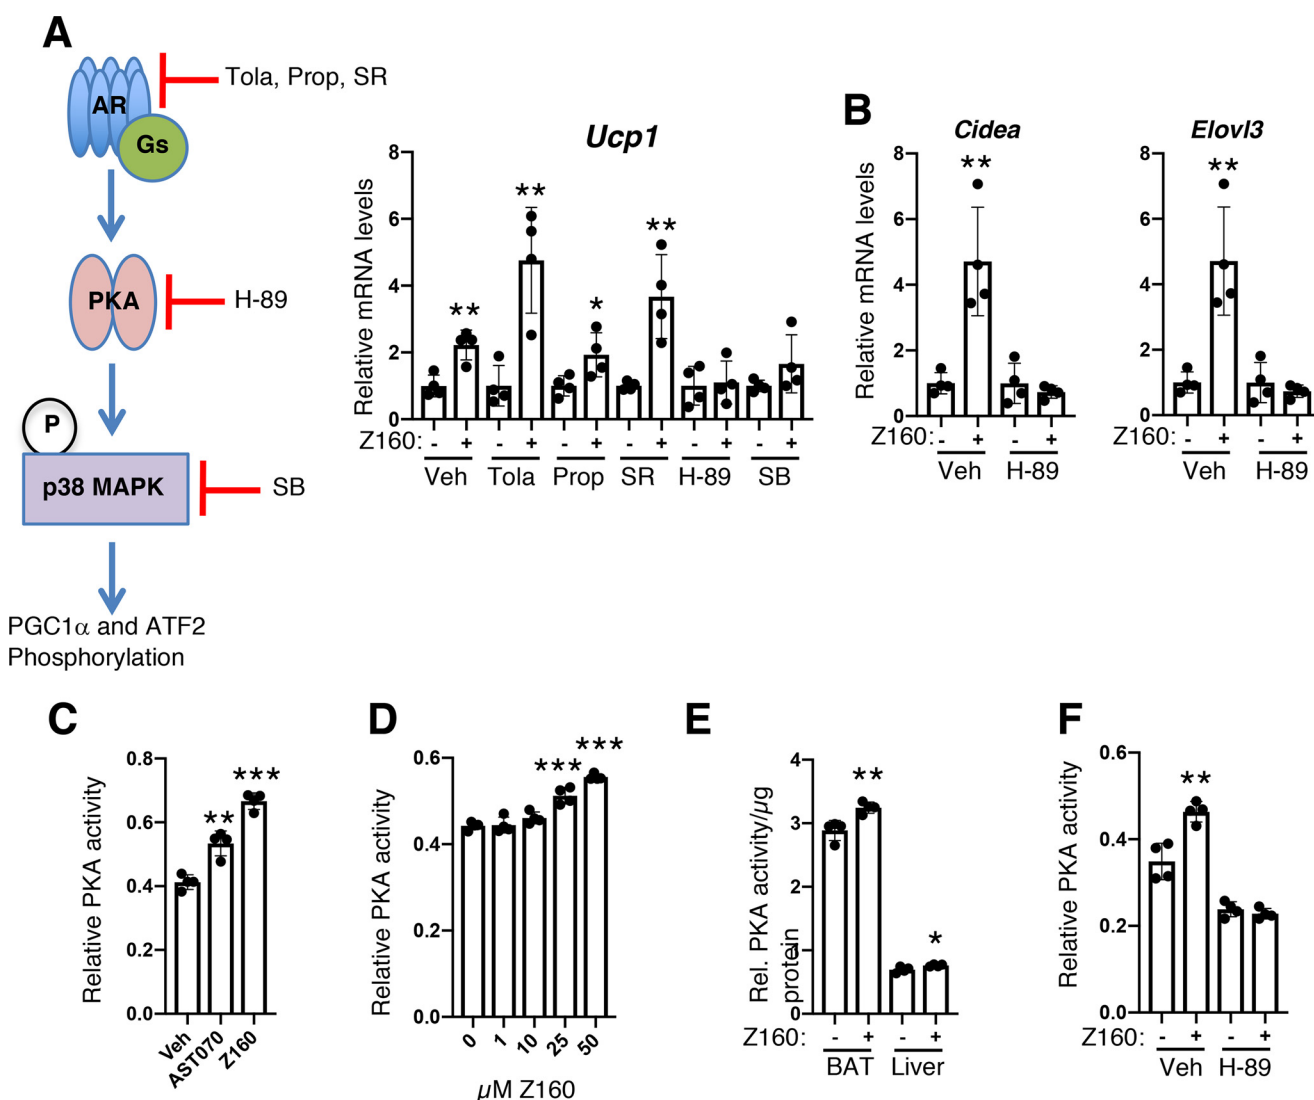 A
AR
Gs
Tola, Prop, SR
PKA
H-89
P
p38 MAPK
SB
PGC1α and ATF2
Phosphorylation
Ucp1
Relative mRNA levels
8
6
4
2
0
** ** * **
Z160: - + - + - + - + - + - +
Veh Tola Prop SR H-89 SB
B
Cidea
Relative mRNA levels
8
6
4
2
0
**
Z160: - + - +
Veh H-89
Elovl3
8
6
4
2
0
**
- + - +
Veh H-89
C
Relative PKA activity
0.8
0.6
0.4
0.2
0.0
** ***
Veh AST070 Z160
D
Relative PKA activity
0.6
0.4
0.2
0.0
*** ***
0 1 10 25 50
µM Z160
E
Rel. PKA activity/µg
protein
4
3
2
1
0
** *
Z160: - + - +
BAT Liver
F
Relative PKA activity
0.6
0.4
0.2
0.0
**
Z160: - + - +
Veh H-89